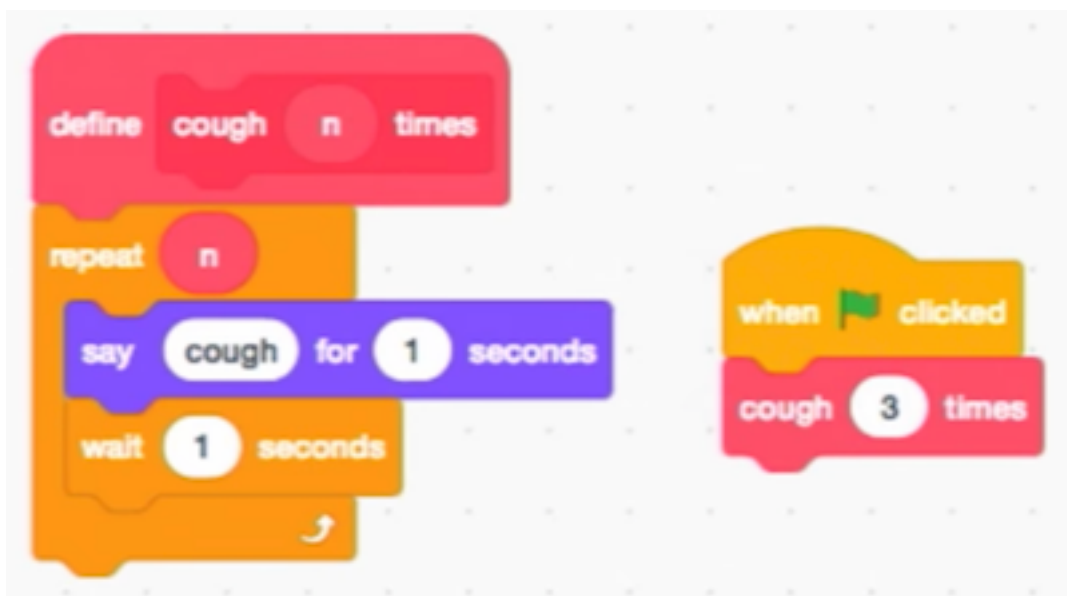 define cough n times
repeat n
say cough for 1 seconds
wait 1 seconds
when clicked
cough 3 times